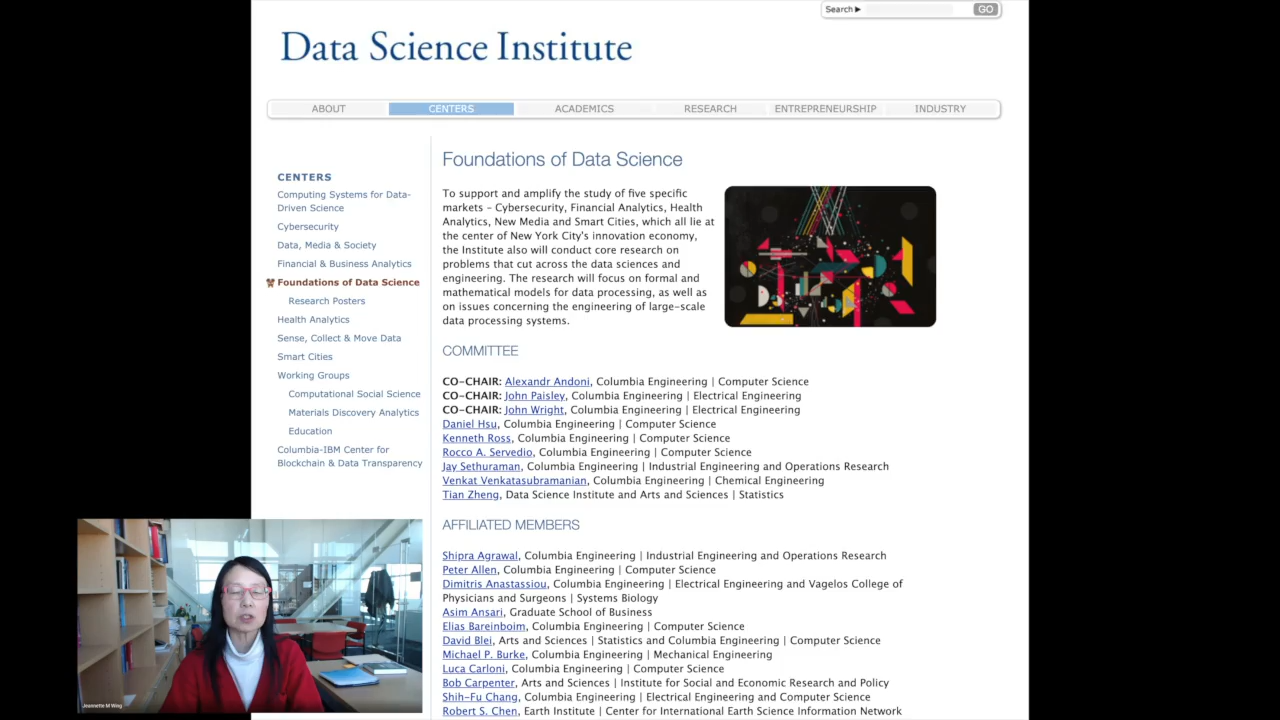 Search ▶ GO
Data Science Institute
ABOUT CENTERS ACADEMICS RESEARCH ENTREPRENEURSHIP INDUSTRY
CENTERS
Computing Systems for Data-
Driven Science
Cybersecurity
Data, Media & Society
Financial & Business Analytics
Foundations of Data Science
Research Posters
Health Analytics
Sense, Collect & Move Data
Smart Cities
Working Groups
Computational Social Science
Materials Discovery Analytics
Education
Columbia-IBM Center for
Blockchain & Data Transparency
Foundations of Data Science
To support and amplify the study of five specific
markets – Cybersecurity, Financial Analytics, Health
Analytics, New Media and Smart Cities, which all lie at
the center of New York City's innovation economy,
the Institute also will conduct core research on
problems that cut across the data sciences and
engineering. The research will focus on formal and
mathematical models for data processing, as well as
on issues concerning the engineering of large-scale
data processing systems.
COMMITTEE
CO-CHAIR: Alexandr Andoni, Columbia Engineering | Computer Science
CO-CHAIR: John Paisley, Columbia Engineering | Electrical Engineering
CO-CHAIR: John Wright, Columbia Engineering | Electrical Engineering
Daniel Hsu, Columbia Engineering | Computer Science
Kenneth Ross, Columbia Engineering | Computer Science
Rocco A. Servedio, Columbia Engineering | Computer Science
Jay Sethuraman, Columbia Engineering | Industrial Engineering and Operations Research
Venkat Venkatasubramanian, Columbia Engineering | Chemical Engineering
Tian Zheng, Data Science Institute and Arts and Sciences | Statistics
AFFILIATED MEMBERS
Shipra Agrawal, Columbia Engineering | Industrial Engineering and Operations Research
Peter Allen, Columbia Engineering | Computer Science
Dimitris Anastassiou, Columbia Engineering | Electrical Engineering and Vagelos College of
Physicians and Surgeons | Systems Biology
Asim Ansari, Graduate School of Business
Elias Bareinboim, Columbia Engineering | Computer Science
David Blei, Arts and Sciences | Statistics and Columbia Engineering | Computer Science
Michael P. Burke, Columbia Engineering | Mechanical Engineering
Luca Carloni, Columbia Engineering | Computer Science
Bob Carpenter, Arts and Sciences | Institute for Social and Economic Research and Policy
Shih-Fu Chang, Columbia Engineering | Electrical Engineering and Computer Science
Robert S. Chen, Earth Institute | Center for International Earth Science Information Network
Jeannette M Wing